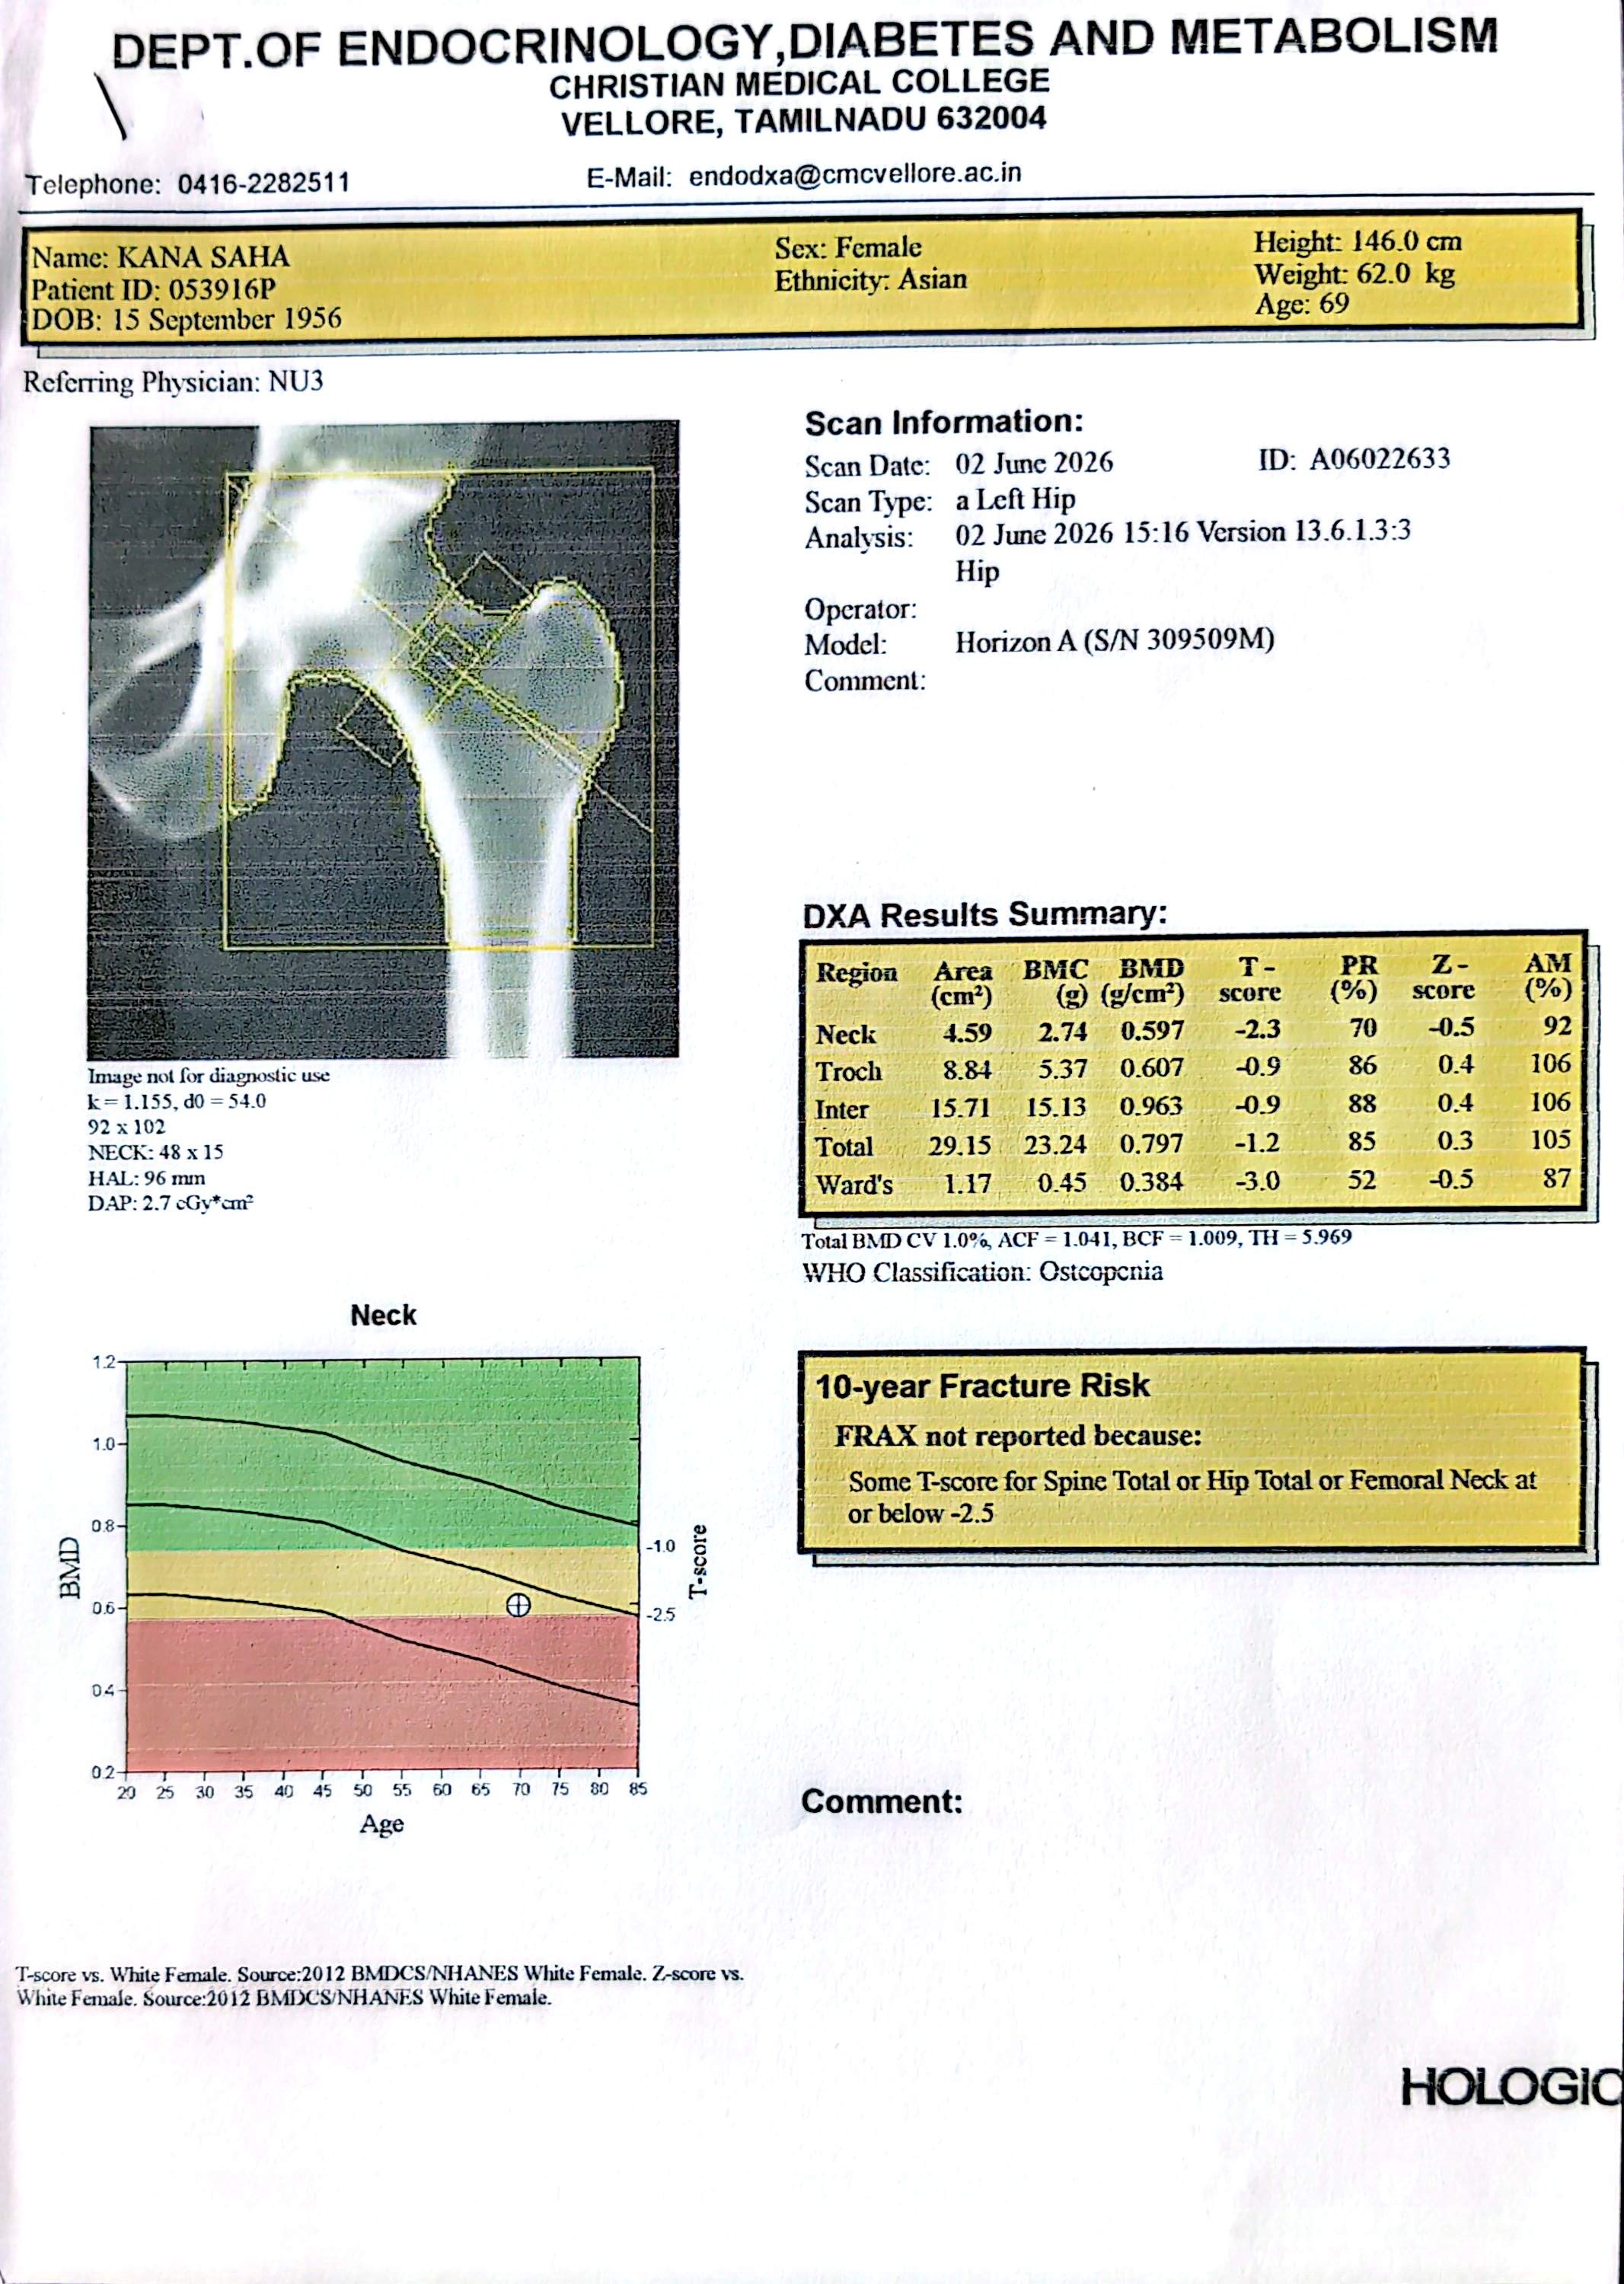 DEPT.OF ENDOCRINOLOGY,DIABETES AND METABOLISM
CHRISTIAN MEDICAL COLLEGE
VELLORE, TAMILNADU 632004
Telephone: 0416-2282511 E-Mail: endodxa@cmcvellore.ac.in
Name: KANA SAHA Sex: Female Height: 146.0 cm
Patient ID: 053916P Ethnicity: Asian Weight: 62.0 kg
DOB: 15 September 1956 Age: 69
Referring Physician: NU3
Image not for diagnostic use
k = 1.155, d0 = 54.0
92 x 102
NECK: 48 x 15
HAL: 96 mm
DAP: 2.7 cGy*cm²
Scan Information:
Scan Date: 02 June 2026 ID: A06022633
Scan Type: a Left Hip
Analysis: 02 June 2026 15:16 Version 13.6.1.3:3
Hip
Operator:
Model: Horizon A (S/N 309509M)
Comment:
DXA Results Summary:
Region Area BMC BMD T - PR Z - AM
(cm²) (g) (g/cm²) score (%) score (%)
Neck 4.59 2.74 0.597 -2.3 70 -0.5 92
Troch 8.84 5.37 0.607 -0.9 86 0.4 106
Inter 15.71 15.13 0.963 -0.9 88 0.4 106
Total 29.15 23.24 0.797 -1.2 85 0.3 105
Ward's 1.17 0.45 0.384 -3.0 52 -0.5 87
Total BMD CV 1.0%, ACF = 1.041, BCF = 1.009, TH = 5.969
WHO Classification: Osteopenia
Neck
1.2
1.0
0.8
0.6
0.4
0.2
BMD
-1.0
-2.5
T-score
20 25 30 35 40 45 50 55 60 65 70 75 80 85
Age
10-year Fracture Risk
FRAX not reported because:
Some T-score for Spine Total or Hip Total or Femoral Neck at
or below -2.5
Comment:
T-score vs. White Female. Source:2012 BMDCS/NHANES White Female. Z-score vs.
White Female. Source:2012 BMDCS/NHANES White Female.
HOLOGIC